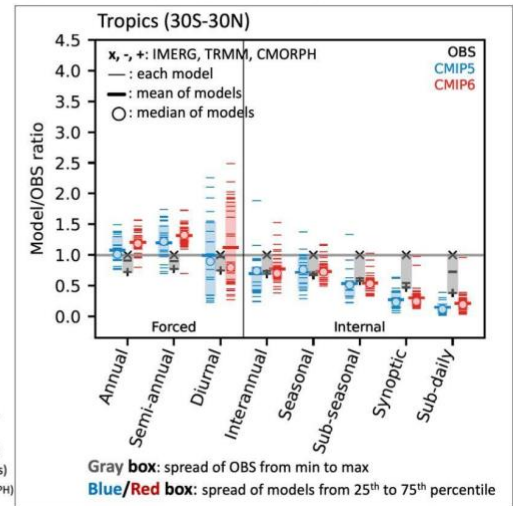 Tropics (30S-30N)
4.5
4.0
3.5
3.0
2.5
2.0
1.5
1.0
0.5
0.0
Model/OBS ratio
x, -, +: IMERG, TRMM, CMORPH
: each model
: mean of models
: median of models
OBS
CMIP5
CMIP6
Forced
Internal
Annual
Semi-annual
Diurnal
Interannual
Seasonal
Sub-seasonal
Synoptic
Sub-daily
s)
PH)
Gray box: spread of OBS from min to max
Blue/Red box: spread of models from 25th to 75th percentile